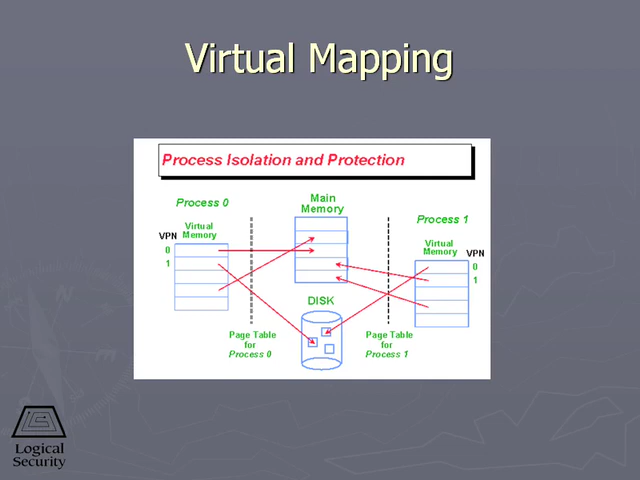 Virtual Mapping
Process Isolation and Protection
Process 0
Main
Memory
Process 1
Virtual
VPN Memory
0
1
Virtual
Memory VPN
0
1
DISK
Page Table
for
Process 0
Page Table
for
Process 1
Logical
Security